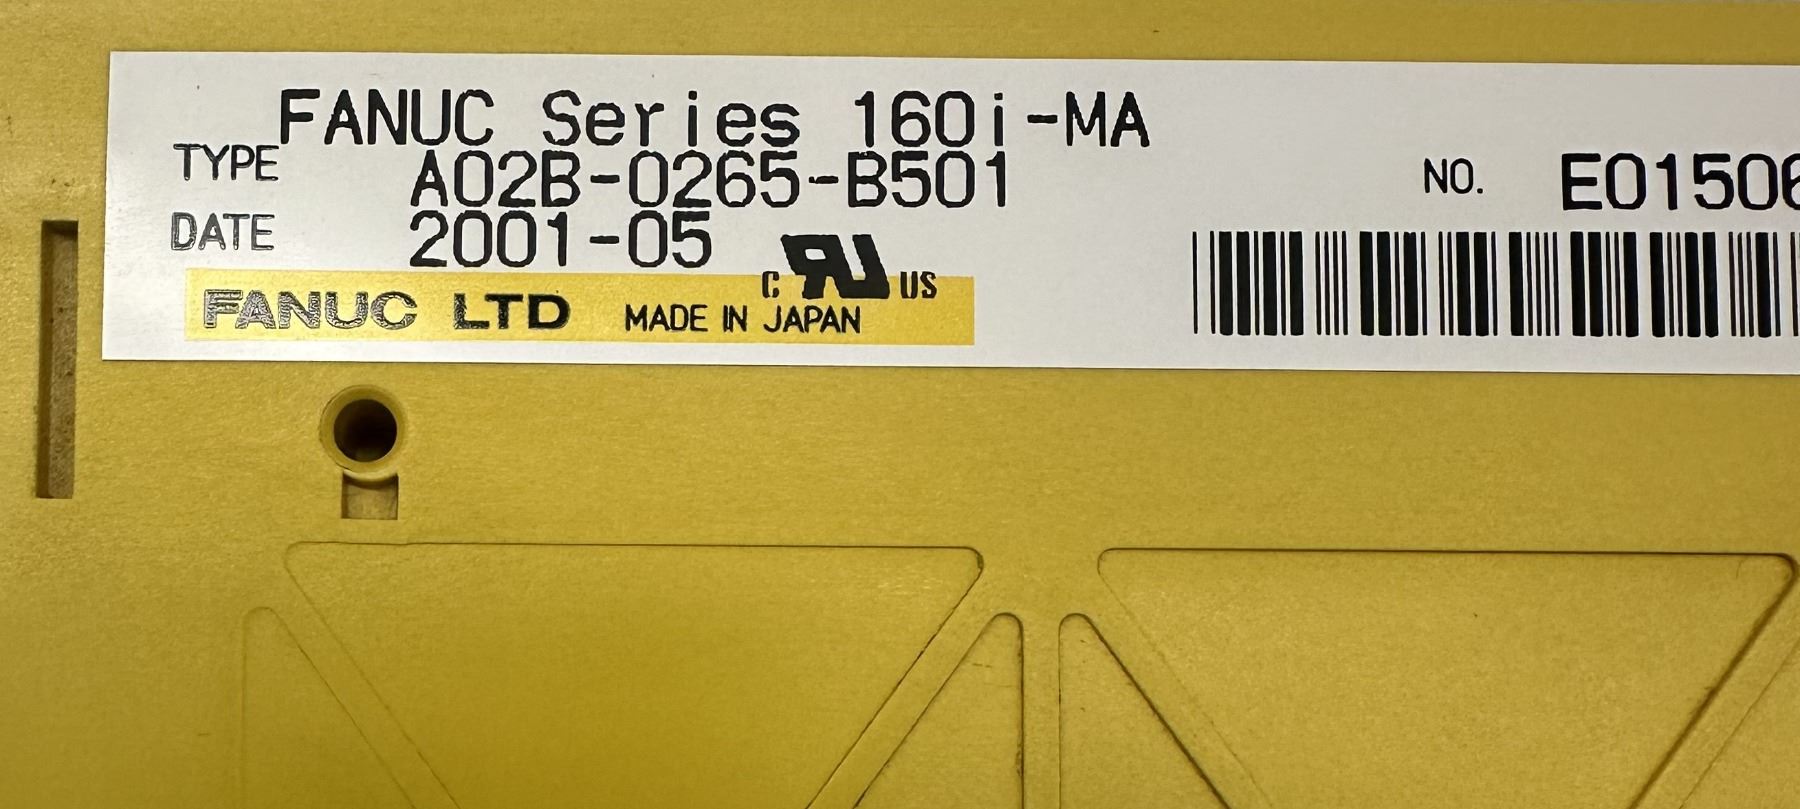 FANUC Series 160i-MA
TYPE A02B-0265-B501
DATE 2001-05
NO. E01506
c RU US
FANUC LTD MADE IN JAPAN